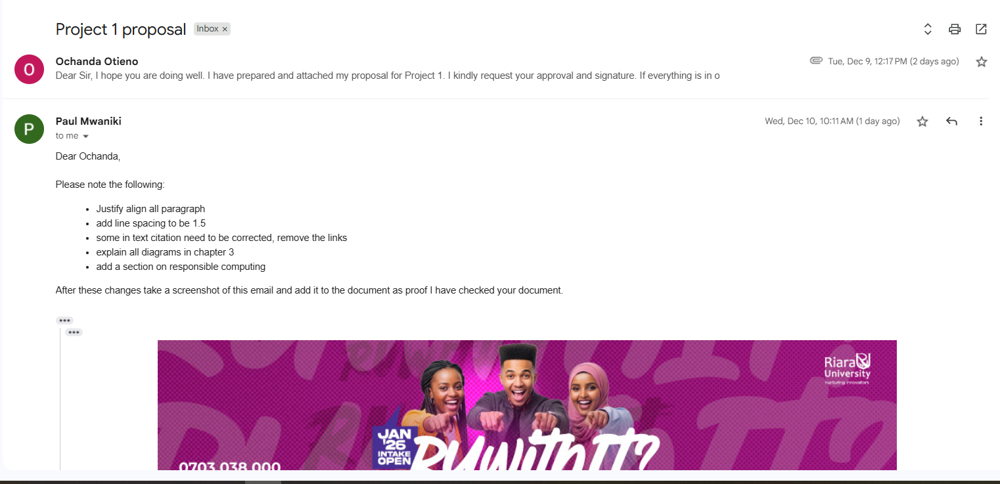 Project 1 proposal Inbox ×
O
Ochanda Otieno
Tue, Dec 9, 12:17 PM (2 days ago)
Dear Sir, I hope you are doing well. I have prepared and attached my proposal for Project 1. I kindly request your approval and signature. If everything is in o
P
Paul Mwaniki
Wed, Dec 10, 10:11 AM (1 day ago)
to me
Dear Ochanda,
Please note the following:
• Justify align all paragraph
• add line spacing to be 1.5
• some in text citation need to be corrected, remove the links
• explain all diagrams in chapter 3
• add a section on responsible computing
After these changes take a screenshot of this email and add it to the document as proof I have checked your document.
Riara
University
nurturing innovators
JAN
'26
INTAKE
OPEN
RUWithIT?
0703 038 000